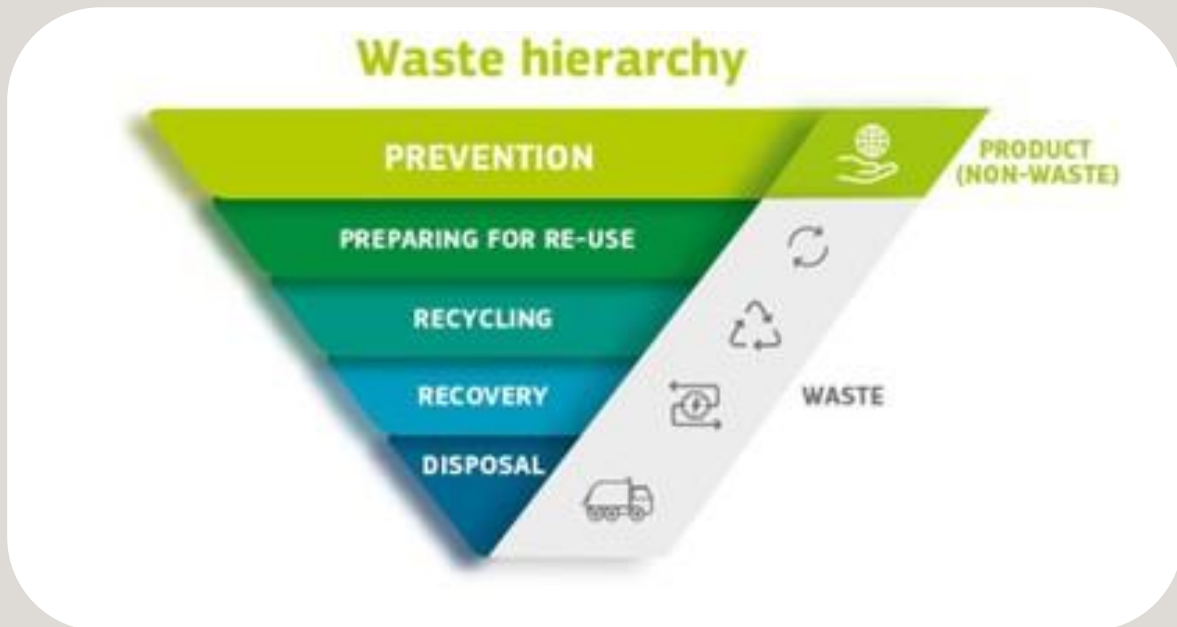 Waste hierarchy
PREVENTION
PRODUCT
(NON-WASTE)
PREPARING FOR RE-USE
RECYCLING
RECOVERY
WASTE
DISPOSAL